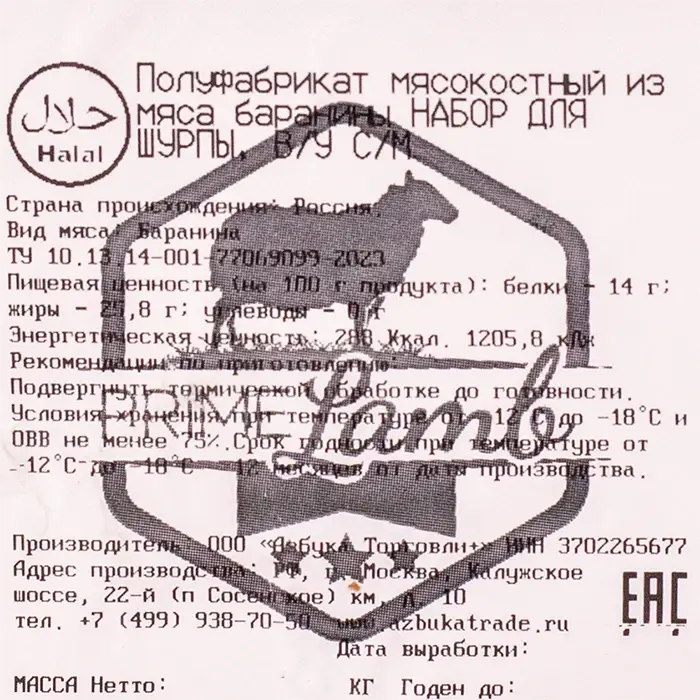 Полуфабрикат мясокостный из
حلال
Halal
мяса баранины НАБОР ДЛЯ
ШУРПЫ, В/У С/М
Страна происхождения: Россия.
Вид мяса: Баранина
ТУ 10.13.14-001-77069099-2023
Пищевая ценность (на 100 г продукта): белки - 14 г;
жиры - 25,8 г; углеводы - 0 г
Энергетическая ценность: 288 Ккал. 1205,8 кДж
Рекомендации по приготовлению:
Подвергнуть термической обработке до готовности.
Условия хранения при температуре от -12°С до -18°С и
ОВВ не менее 75%.Срок годности при температуре от
-12°С до -18°С - 12 месяцев от даты производства.
PRIME Lamb
Производитель: ООО «Азбука Торговли+» ИНН 3702265677
Адрес производства: РФ, г. Москва, Калужское
шоссе, 22-й (п Сосенское) км, д. 10
тел. +7 (499) 938-70-50 www.azbukatrade.ru
EAC
Дата выработки:
МАССА Нетто: КГ Годен до: